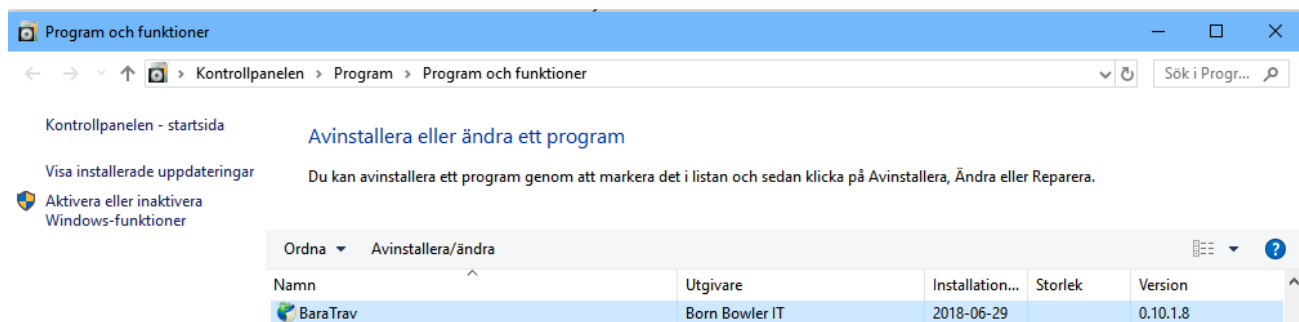 Program och funktioner
Kontrollpanelen > Program > Program och funktioner
Sök i Progr...
Kontrollpanelen - startsida
Visa installerade uppdateringar
Aktivera eller inaktivera
Windows-funktioner
Avinstallera eller ändra ett program
Du kan avinstallera ett program genom att markera det i listan och sedan klicka på Avinstallera, Ändra eller Reparera.
Ordna Avinstallera/ändra ?
Namn Utgivare Installation... Storlek Version
BaraTrav Born Bowler IT 2018-06-29 0.10.1.8